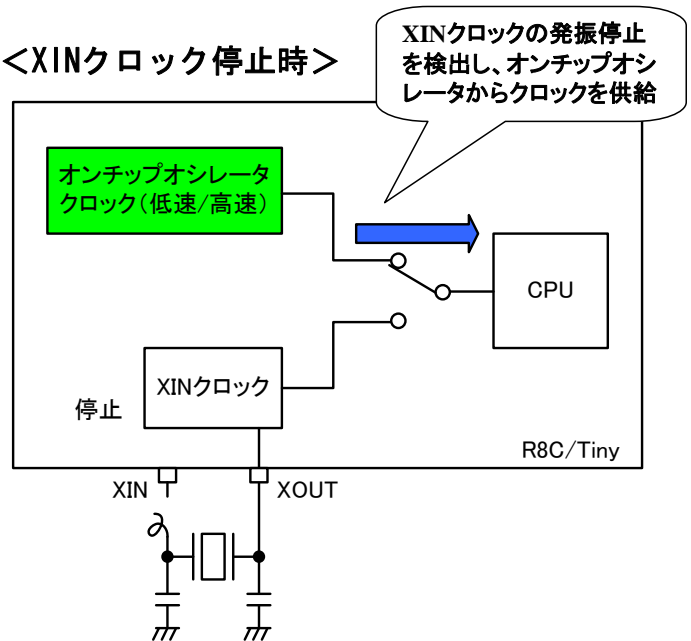 ＜XINクロック停止時＞
XINクロックの発振停止
を検出し、オンチップオシ
レータからクロックを供給
オンチップオシレータ
クロック（低速/高速）
CPU
XINクロック
停止
R8C/Tiny
XIN
XOUT